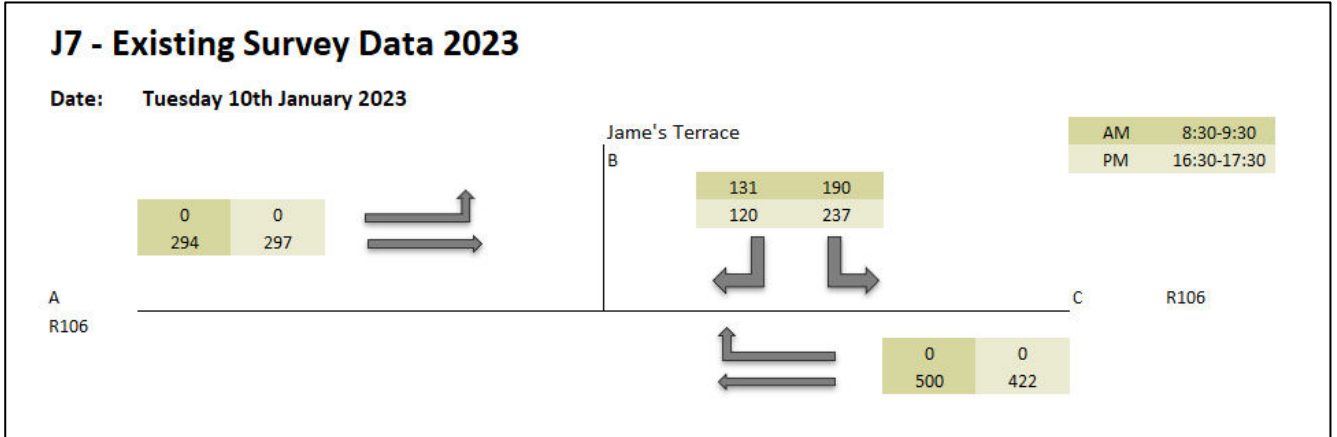 J7 - Existing Survey Data 2023
Date: Tuesday 10th January 2023
Jame's Terrace
B
AM 8:30-9:30
PM 16:30-17:30
131 190
120 237
0 0
294 297
A
R106
C R106
0 0
500 422